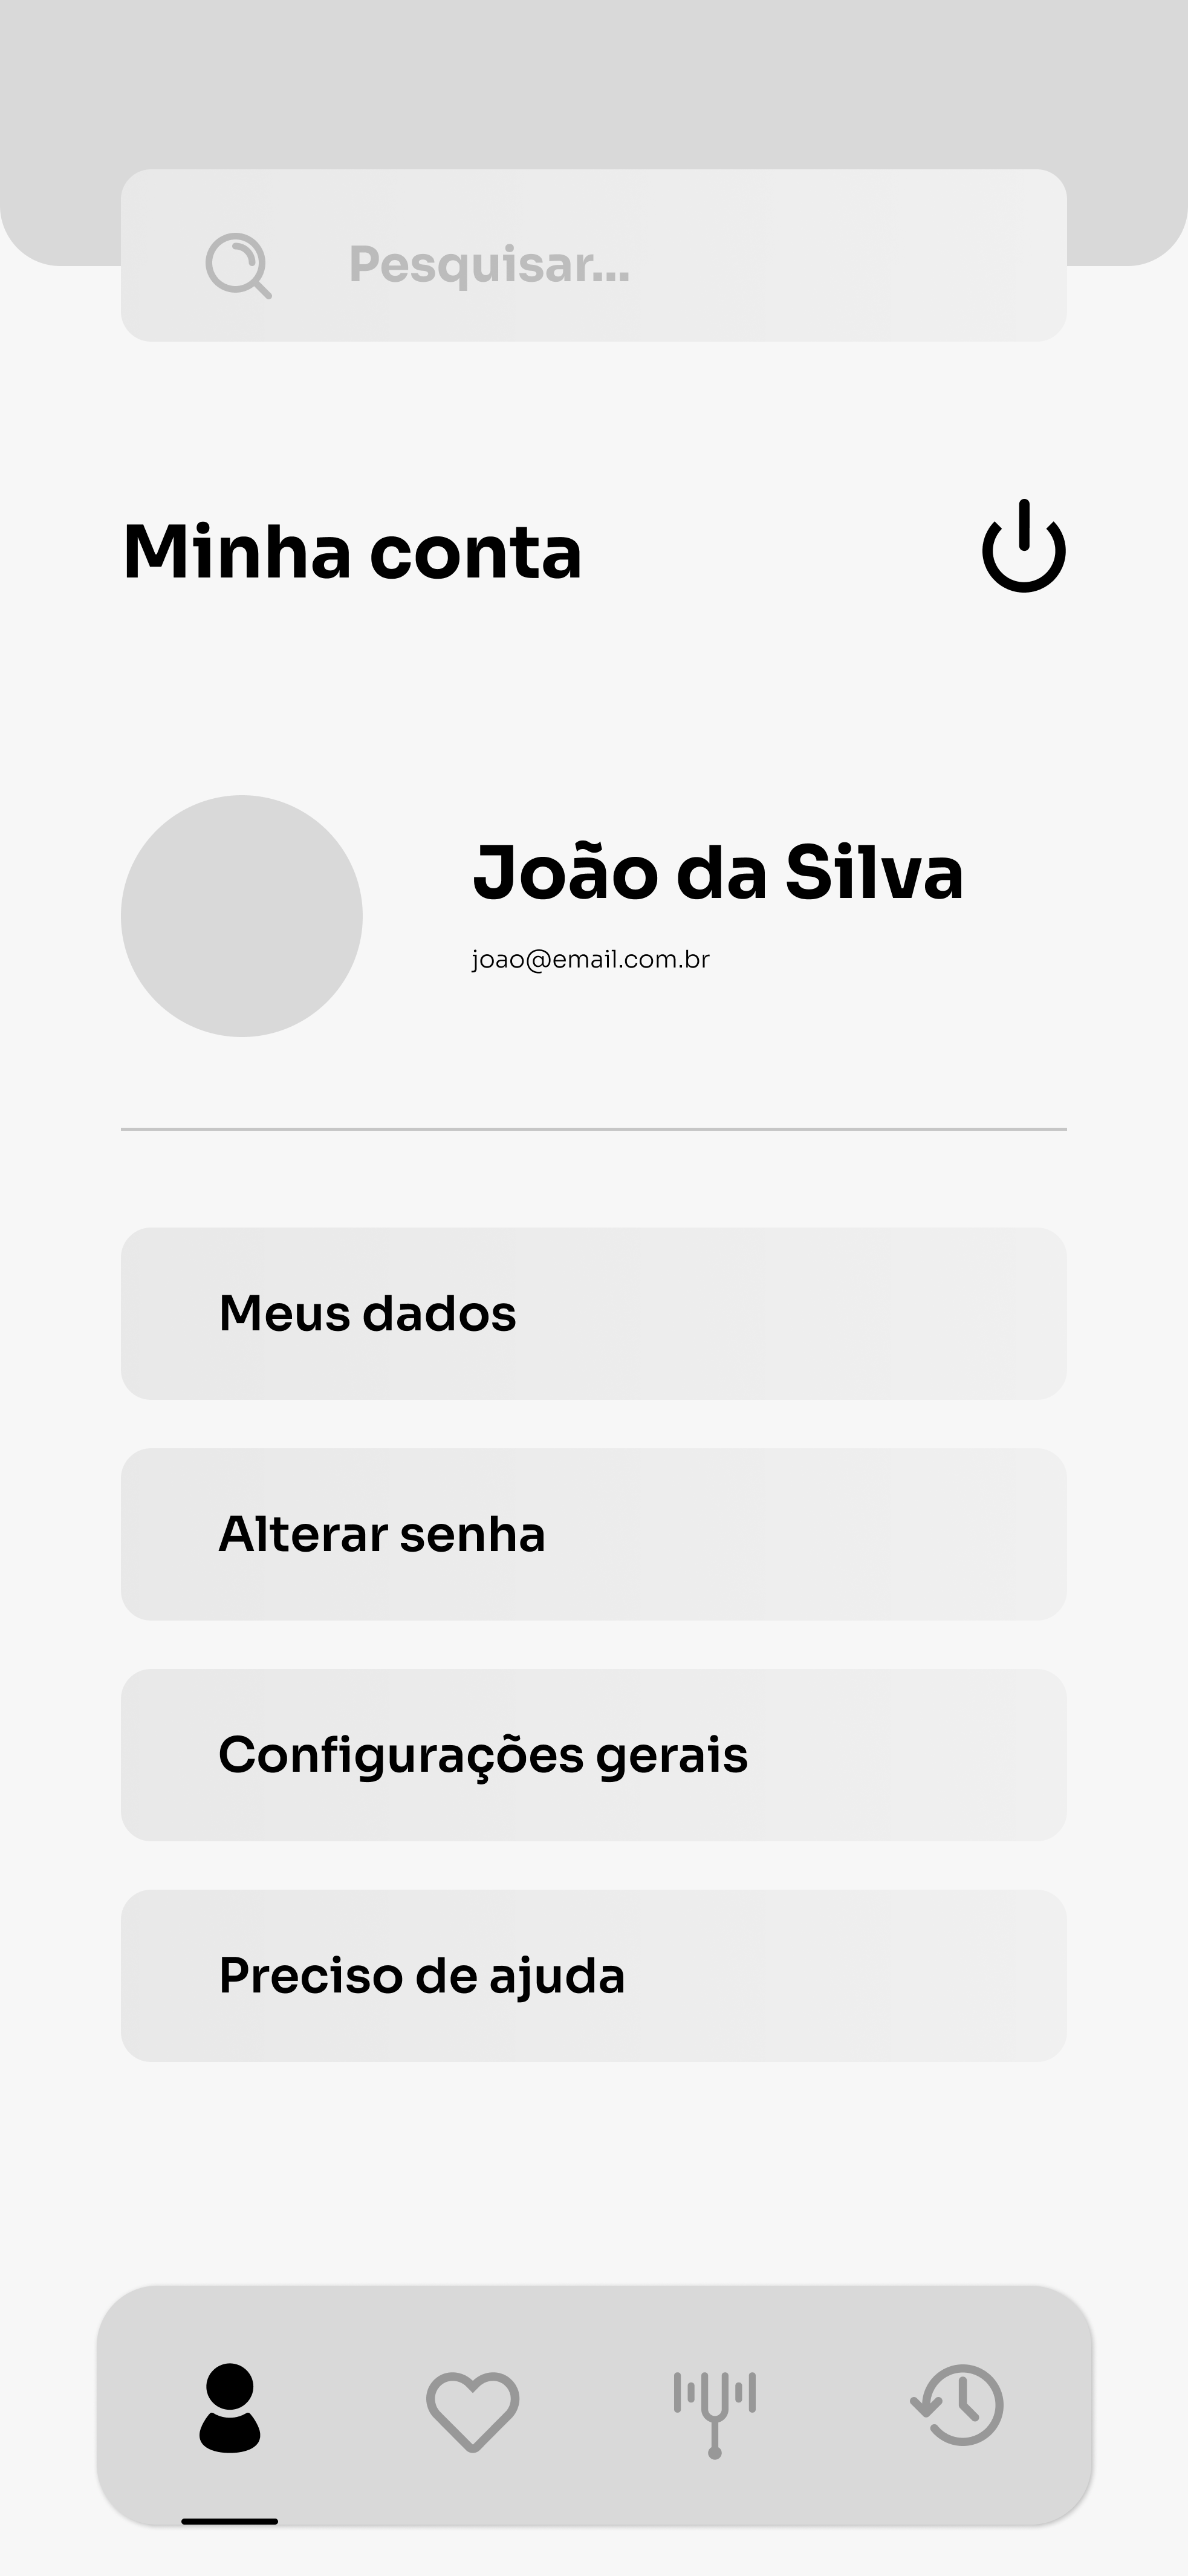 Pesquisar...
Minha conta
João da Silva
joao@email.com.br
Meus dados
Alterar senha
Configurações gerais
Preciso de ajuda